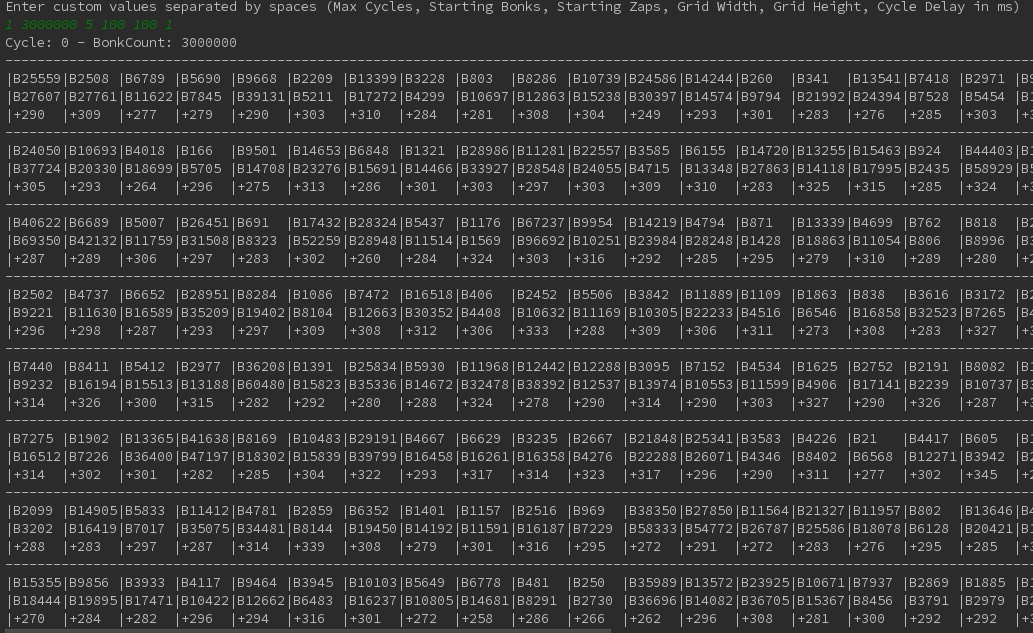 Enter custom values separated by spaces (Max Cycles, Starting Bonks, Starting Zaps, Grid Width, Grid Height, Cycle Delay in ms)
1 3000000 5 100 100 1
Cycle: 0 - BonkCount: 3000000
|B25559|B2508 |B6789 |B5690 |B9668 |B2209 |B13399|B3228 |B803  |B8286 |B10739|B24586|B14244|B260  |B341  |B13541|B7418 |B2971 |B9
|B27607|B27761|B11622|B7845 |B39131|B5211 |B17272|B4299 |B10697|B12863|B15238|B30397|B14574|B9794 |B21992|B24394|B7528 |B5454 |B1
|+290  |+309  |+277  |+279  |+290  |+303  |+310  |+284  |+281  |+308  |+304  |+249  |+293  |+301  |+283  |+276  |+285  |+303  |+3
|B24050|B10693|B4018 |B166  |B9501 |B14653|B6848 |B1321 |B28986|B11281|B22557|B3585 |B6155 |B14720|B13255|B15463|B924  |B44403|B1
|B37724|B20330|B18699|B5705 |B14708|B23276|B15691|B14466|B33927|B28548|B24055|B4715 |B13348|B27863|B14118|B17995|B2435 |B58929|B1
|+305  |+293  |+264  |+296  |+275  |+313  |+286  |+301  |+303  |+297  |+303  |+309  |+310  |+283  |+325  |+315  |+285  |+324  |+3
|B40622|B6689 |B5007 |B26451|B691  |B17432|B28324|B5437 |B1176 |B67237|B9954 |B14219|B4794 |B871  |B13339|B4699 |B762  |B818  |B2
|B69350|B42132|B11759|B31508|B8323 |B52259|B28948|B11514|B1569 |B96692|B10251|B23984|B28248|B1428 |B18863|B11054|B806  |B8996 |B3
|+287  |+289  |+306  |+297  |+283  |+302  |+260  |+284  |+324  |+303  |+316  |+292  |+285  |+295  |+279  |+310  |+289  |+280  |+2
|B2502 |B4737 |B6652 |B28951|B8284 |B1086 |B7472 |B16518|B406  |B2452 |B5506 |B3842 |B11889|B1109 |B1863 |B838  |B3616 |B3172 |B2
|B9221 |B11630|B16589|B35209|B19402|B8104 |B12663|B30352|B4408 |B10632|B11169|B10305|B22233|B4516 |B6546 |B16858|B32523|B7265 |B4
|+296  |+298  |+287  |+293  |+297  |+309  |+308  |+312  |+306  |+333  |+288  |+309  |+306  |+311  |+273  |+308  |+283  |+327  |+3
|B7440 |B8411 |B5412 |B2977 |B36208|B1391 |B25834|B5930 |B11968|B12442|B12288|B3095 |B7152 |B4534 |B1625 |B2752 |B2191 |B8082 |B1
|B9232 |B16194|B15513|B13188|B60480|B15823|B35336|B14672|B32478|B38392|B12537|B13974|B10553|B11599|B4906 |B17141|B2239 |B10737|B3
|+314  |+326  |+300  |+315  |+282  |+292  |+280  |+288  |+324  |+278  |+290  |+314  |+290  |+303  |+327  |+290  |+326  |+287  |+3
|B7275 |B1902 |B13365|B41638|B8169 |B10483|B29191|B4667 |B6629 |B3235 |B2667 |B21848|B25341|B3583 |B4226 |B21   |B4417 |B605  |B1
|B16512|B7226 |B36400|B47197|B18302|B15839|B39799|B16458|B16261|B16358|B4276 |B22288|B26071|B4346 |B8402 |B6568 |B12271|B3942 |B2
|+314  |+302  |+301  |+282  |+285  |+304  |+322  |+293  |+317  |+314  |+323  |+317  |+296  |+290  |+311  |+277  |+302  |+345  |+2
|B2099 |B14905|B5833 |B11412|B4781 |B2859 |B6352 |B1401 |B1157 |B2516 |B969  |B38350|B27850|B11564|B21327|B11957|B802  |B13646|B4
|B3202 |B16419|B7017 |B35075|B34481|B8144 |B19450|B14192|B11591|B16187|B7229 |B58333|B54772|B26787|B25586|B18078|B6128 |B20421|B1
|+288  |+283  |+297  |+287  |+314  |+339  |+308  |+279  |+301  |+316  |+295  |+272  |+291  |+272  |+283  |+276  |+295  |+285  |+3
|B15355|B9856 |B3933 |B4117 |B9464 |B3945 |B10103|B5649 |B6778 |B481  |B250  |B35989|B13572|B23925|B10671|B7937 |B2869 |B1885 |B1
|B18444|B19895|B17471|B10422|B12662|B6483 |B16237|B10805|B14681|B8291 |B2730 |B36696|B14082|B36705|B15367|B8456 |B3791 |B2979 |B2
|+270  |+284  |+282  |+296  |+294  |+316  |+301  |+272  |+258  |+286  |+266  |+262  |+296  |+308  |+281  |+300  |+292  |+292  |+2